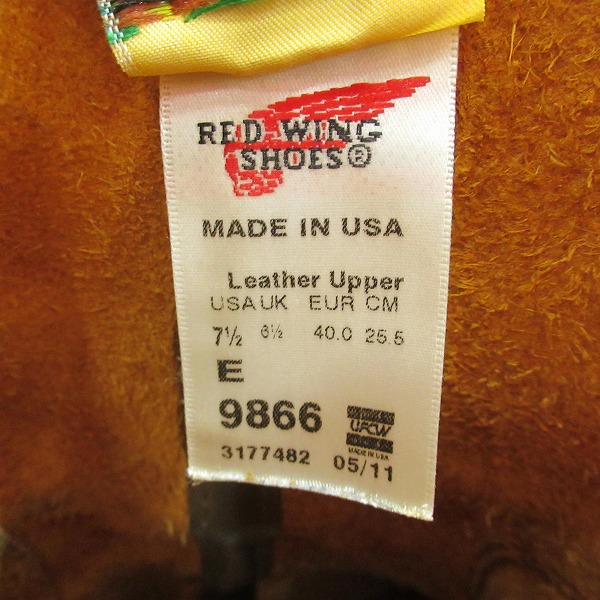 RED WING
SHOES®
MADE IN USA
Leather Upper
USA UK EUR CM
7½ 6½ 40.0 25.5
E
9866
UFCW
MADE IN USA
3177482 05/11